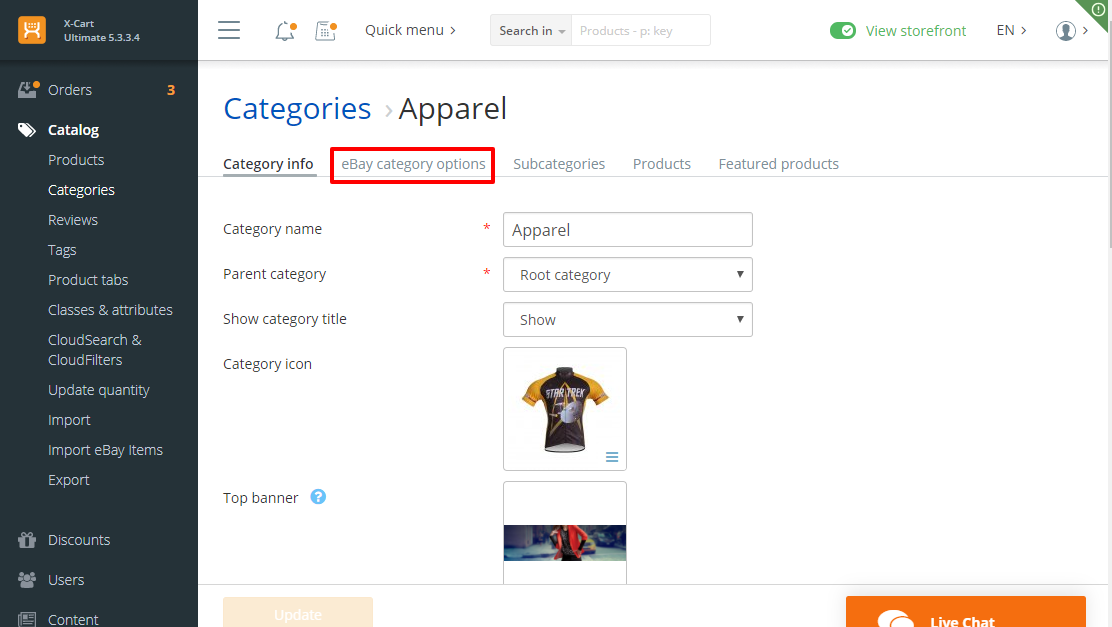 X-Cart
Ultimate 5.3.3.4
Quick menu
Search in
Products - p: key
View storefront
EN
Orders 3
Catalog
Products
Categories
Reviews
Tags
Product tabs
Classes & attributes
CloudSearch &
CloudFilters
Update quantity
Import
Import eBay Items
Export
Discounts
Users
Content
Categories › Apparel
Category info
eBay category options
Subcategories
Products
Featured products
Category name *
Apparel
Parent category *
Root category
Show category title
Show
Category icon
STAR TREK
Top banner ?
Update
Live Chat